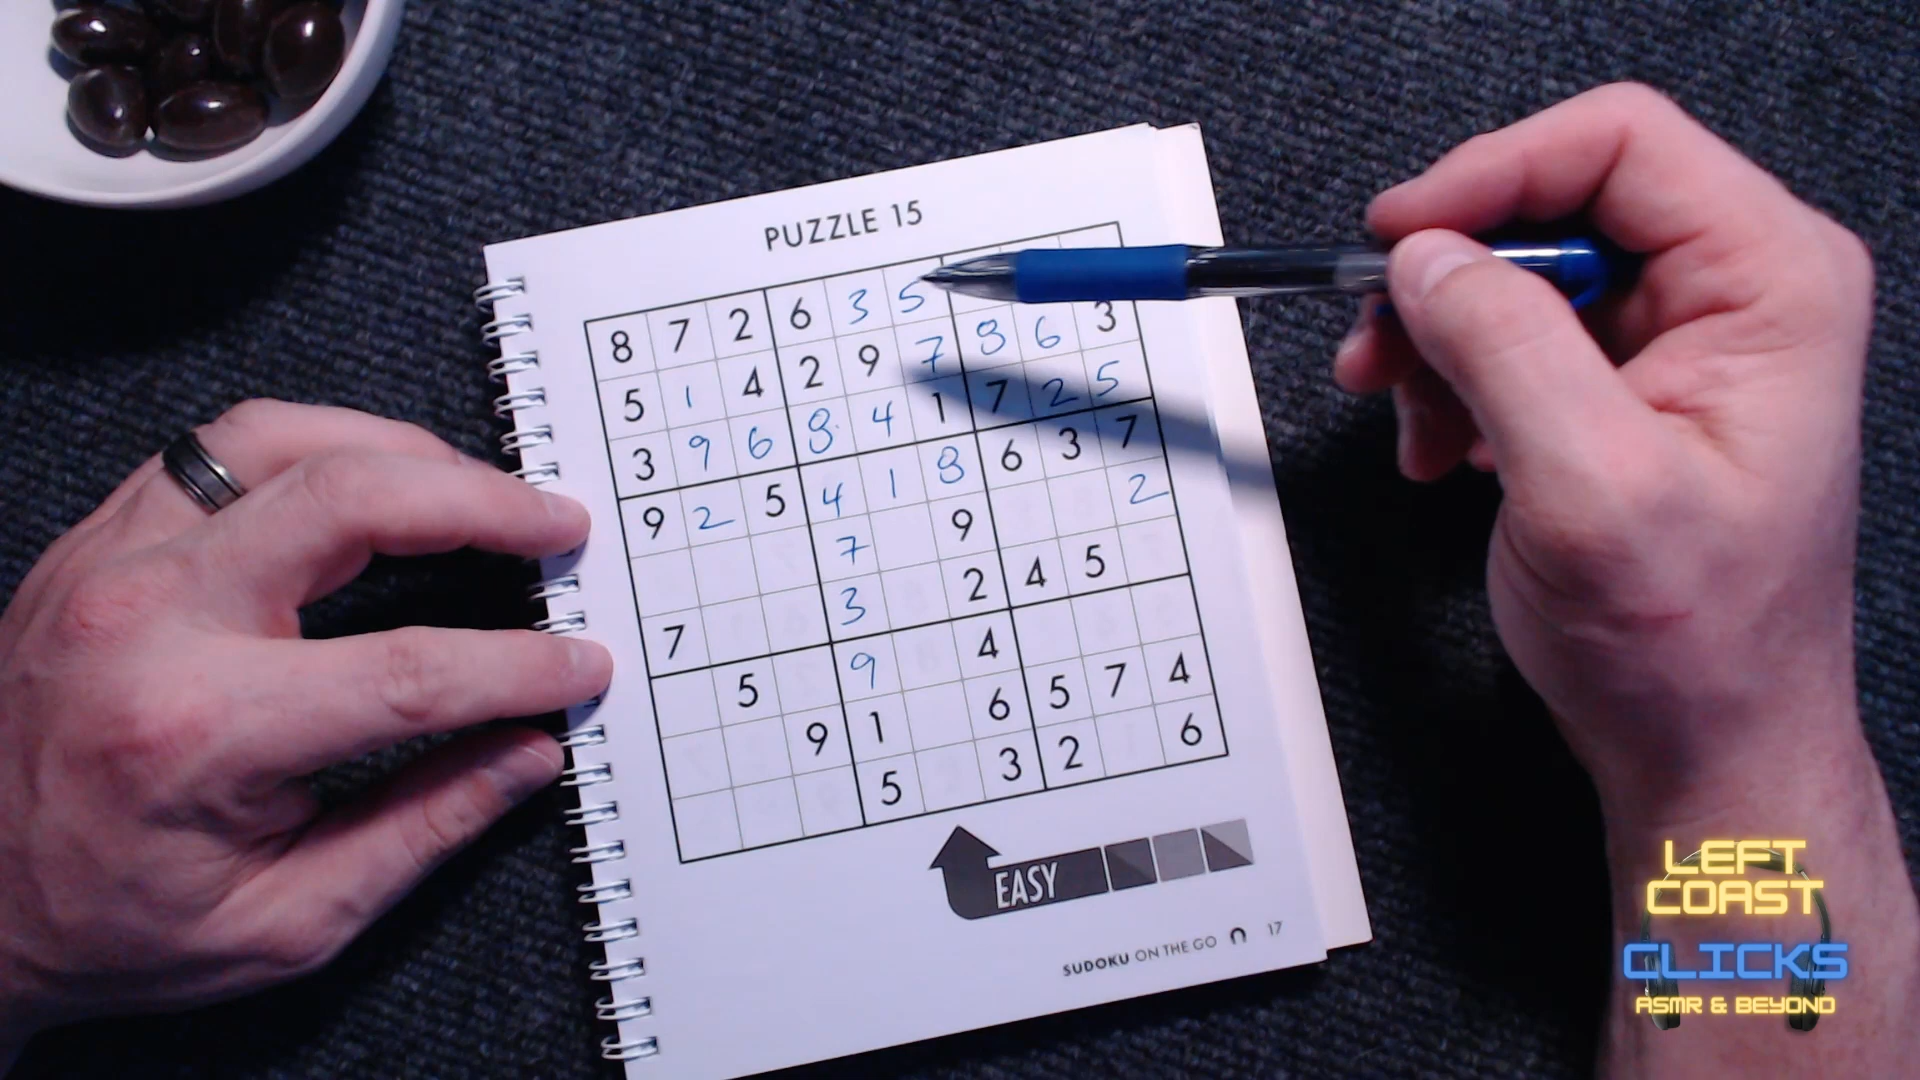 PUZZLE 15
8 7 2 6 3 5
5 1 4 2 9 7 8 6 3
3 9 6 8 4 1 7 2 5
9 2 5 4 1 8 6 3 7
7 9 2
7 3 2 4 5
5 9 4
9 1 6 5 7 4
5 3 2 6
EASY
SUDOKU ON THE GO 17
LEFT
COAST
CLICKS
ASMR & BEYOND